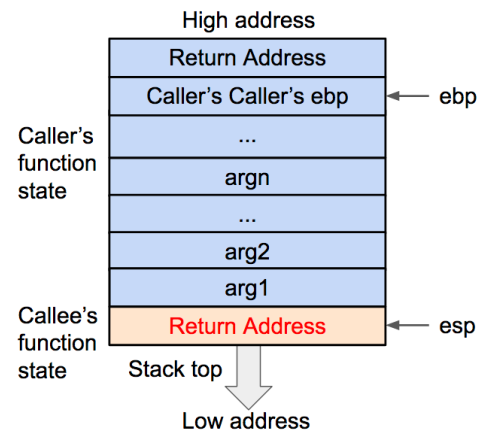 High address
Return Address
Caller's Caller's ebp
ebp
...
Caller's
function
state
argn
...
arg2
arg1
Callee's
function
state
Return Address
esp
Stack top
Low address